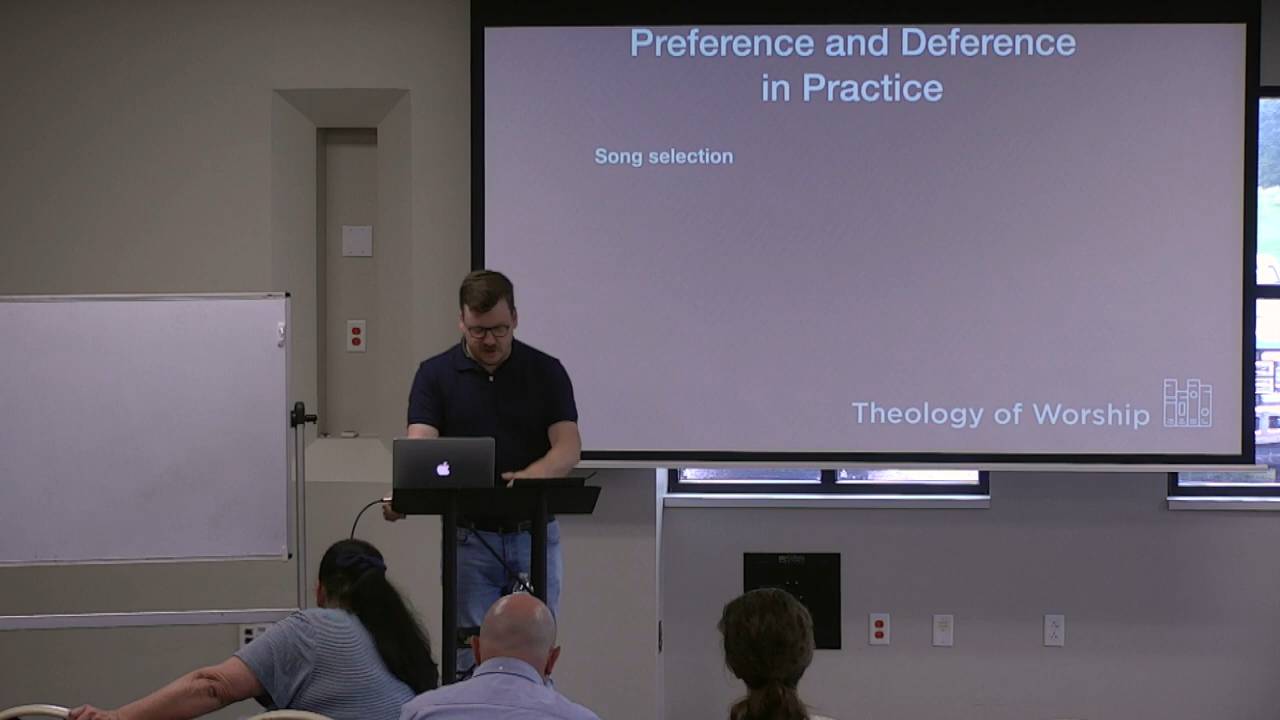 Preference and Deference
in Practice
Song selection
Theology of Worship